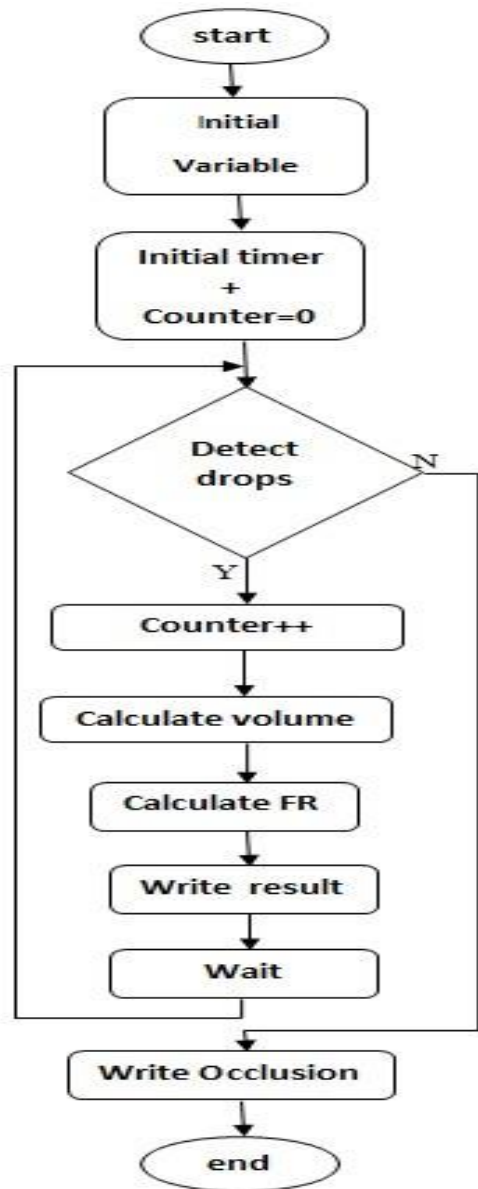 start
Initial
Variable
Initial timer
+
Counter=0
Detect
drops
N
Y
Counter++
Calculate volume
Calculate FR
Write result
Wait
Write Occlusion
end